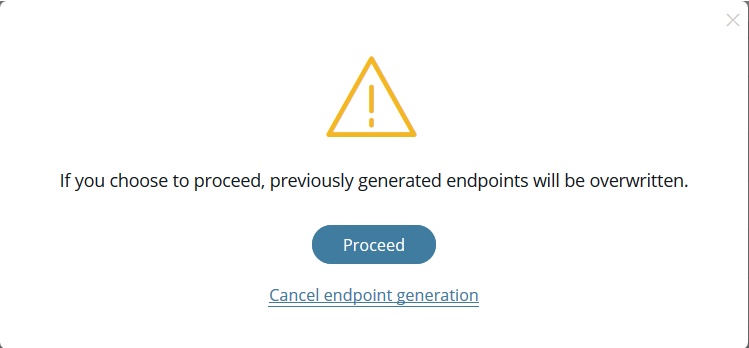 If you choose to proceed, previously generated endpoints will be overwritten.
Proceed
Cancel endpoint generation